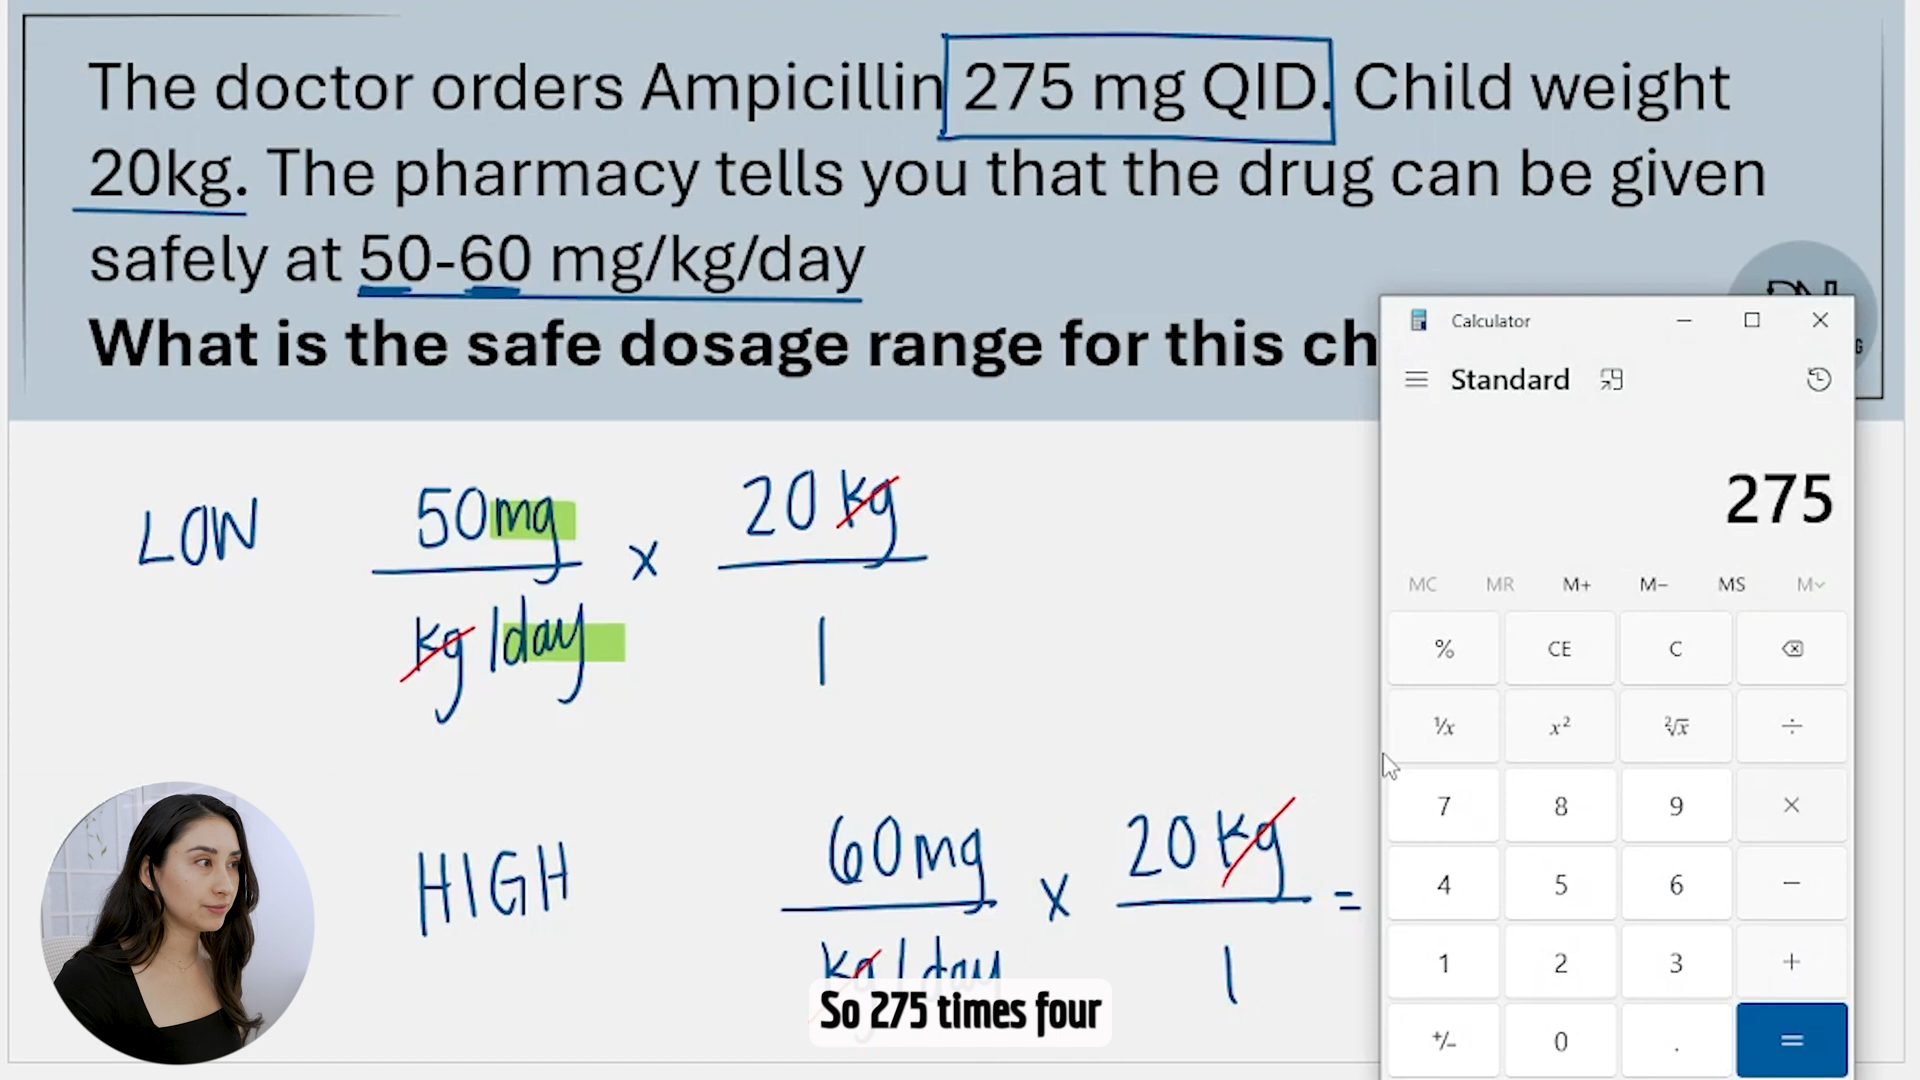 The doctor orders Ampicillin 275 mg QID. Child weight
20kg. The pharmacy tells you that the drug can be given
safely at 50-60 mg/kg/day
What is the safe dosage range for this ch
Calculator
Standard
275
MC MR M+ M− MS M
% CE C
¹/x x² ²√x ÷
7 8 9 ×
4 5 6 −
1 2 3 +
+/− 0 . =
LOW 50mg x 20 kg
kg/day 1
HIGH 60mg x 20 kg =
kg/day 1
So 275 times four